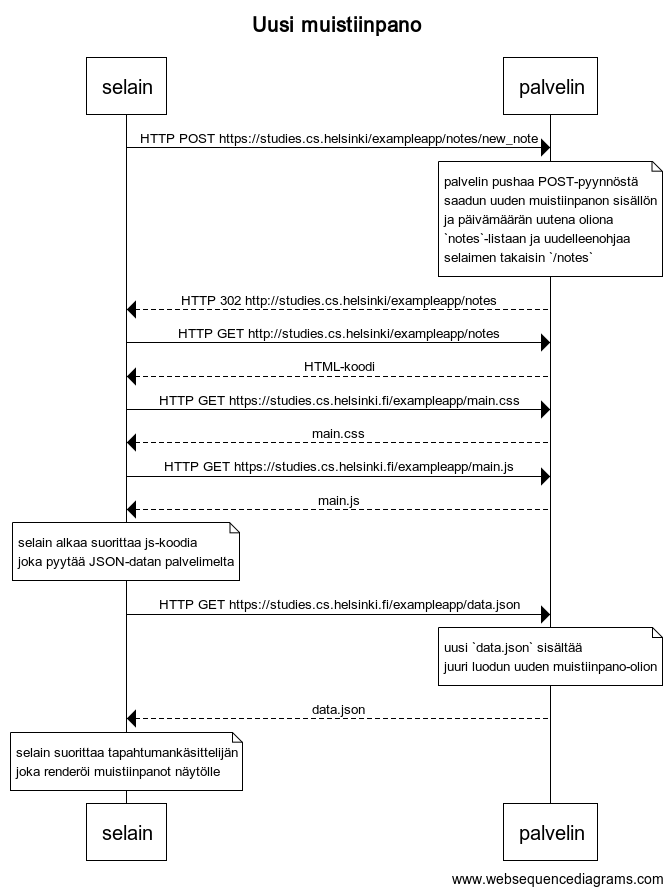 Uusi muistiinpano
selain
palvelin
HTTP POST https://studies.cs.helsinki/exampleapp/notes/new_note
palvelin pushaa POST-pyynnöstä
saadun uuden muistiinpanon sisällön
ja päivämäärän uutena oliona
`notes`-listaan ja uudelleenohjaa
selaimen takaisin `/notes`
HTTP 302 http://studies.cs.helsinki/exampleapp/notes
HTTP GET http://studies.cs.helsinki/exampleapp/notes
HTML-koodi
HTTP GET https://studies.cs.helsinki.fi/exampleapp/main.css
main.css
HTTP GET https://studies.cs.helsinki.fi/exampleapp/main.js
main.js
selain alkaa suorittaa js-koodia
joka pyytää JSON-datan palvelimelta
HTTP GET https://studies.cs.helsinki.fi/exampleapp/data.json
uusi `data.json` sisältää
juuri luodun uuden muistiinpano-olion
data.json
selain suorittaa tapahtumankäsittelijän
joka renderöi muistiinpanot näytölle
selain
palvelin
www.websequencediagrams.com